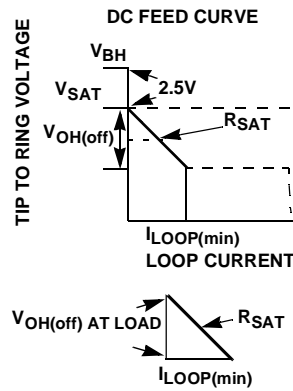 DC FEED CURVE
TIP TO RING VOLTAGE
VBH
VSAT
2.5V
RSAT
VOH(off)
ILOOP(min)
LOOP CURRENT
VOH(off) AT LOAD
RSAT
ILOOP(min)